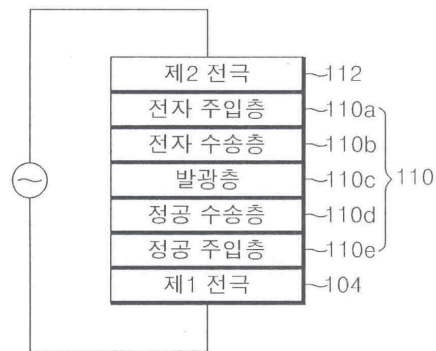 제2 전극 112
전자 주입층 110a
전자 수송층 110b
발광층 110c 110
정공 수송층 110d
정공 주입층 110e
제1 전극 104